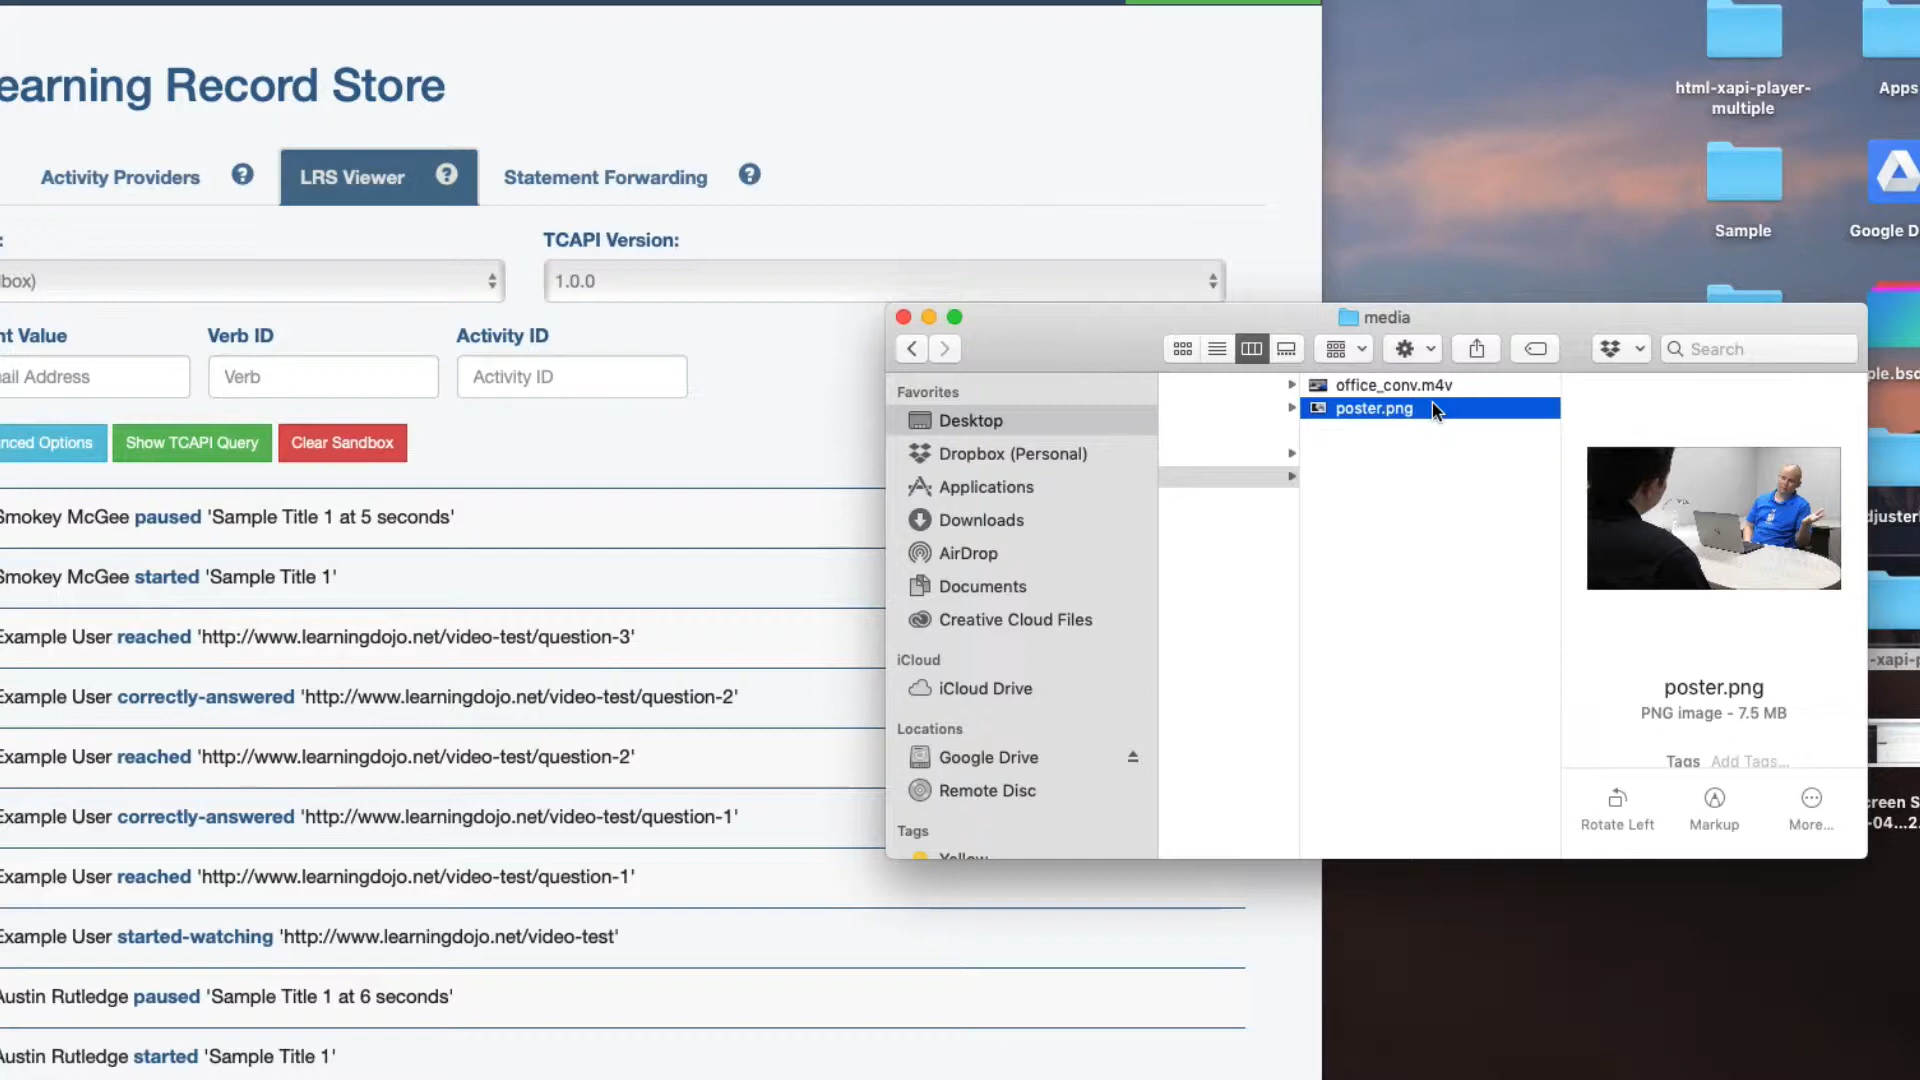 earning Record Store
Activity Providers ?
LRS Viewer ?
Statement Forwarding ?
:
TCAPI Version:
box)
1.0.0
nt Value
Verb ID
Activity ID
ail Address
Verb
Activity ID
nced Options
Show TCAPI Query
Clear Sandbox
Smokey McGee paused 'Sample Title 1 at 5 seconds'
Smokey McGee started 'Sample Title 1'
Example User reached 'http://www.learningdojo.net/video-test/question-3'
Example User correctly-answered 'http://www.learningdojo.net/video-test/question-2'
Example User reached 'http://www.learningdojo.net/video-test/question-2'
Example User correctly-answered 'http://www.learningdojo.net/video-test/question-1'
Example User reached 'http://www.learningdojo.net/video-test/question-1'
Example User started-watching 'http://www.learningdojo.net/video-test'
Austin Rutledge paused 'Sample Title 1 at 6 seconds'
Austin Rutledge started 'Sample Title 1'
media
Search
Favorites
Desktop
Dropbox (Personal)
Applications
Downloads
AirDrop
Documents
Creative Cloud Files
iCloud
iCloud Drive
Locations
Google Drive
Remote Disc
Tags
Yellow
office_conv.m4v
poster.png
poster.png
PNG image - 7.5 MB
Tags Add Tags...
Rotate Left
Markup
More...
html-xapi-player-
multiple
Apps
Sample
Google D
ple.bsc
djuster
-xapi-p
creen S
-04...2.